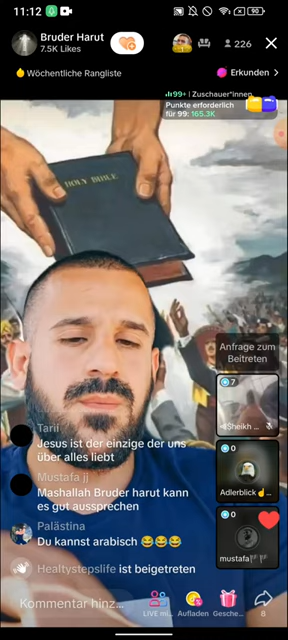 11:12
90
Bruder Harut
7.5K Likes
226
Wöchentliche Rangliste
Erkunden >
99+ | Zuschauer*innen
Punkte erforderlich
für 99: 165.3K
HOLY BIBLE
Anfrage zum
Beitreten
7
Sheikh ...
Tarii
Jesus ist der einzige der uns
über alles liebt
Mustafa jj
Mashallah Bruder harut kann
es gut aussprechen
0
Adlerblick☝...
Palästina
Du kannst arabisch 😂😂😂
0
mustafa
Healtystepslife ist beigetreten
Kommentar hinz...
LIVE mi...
Aufladen
Gesche...
8